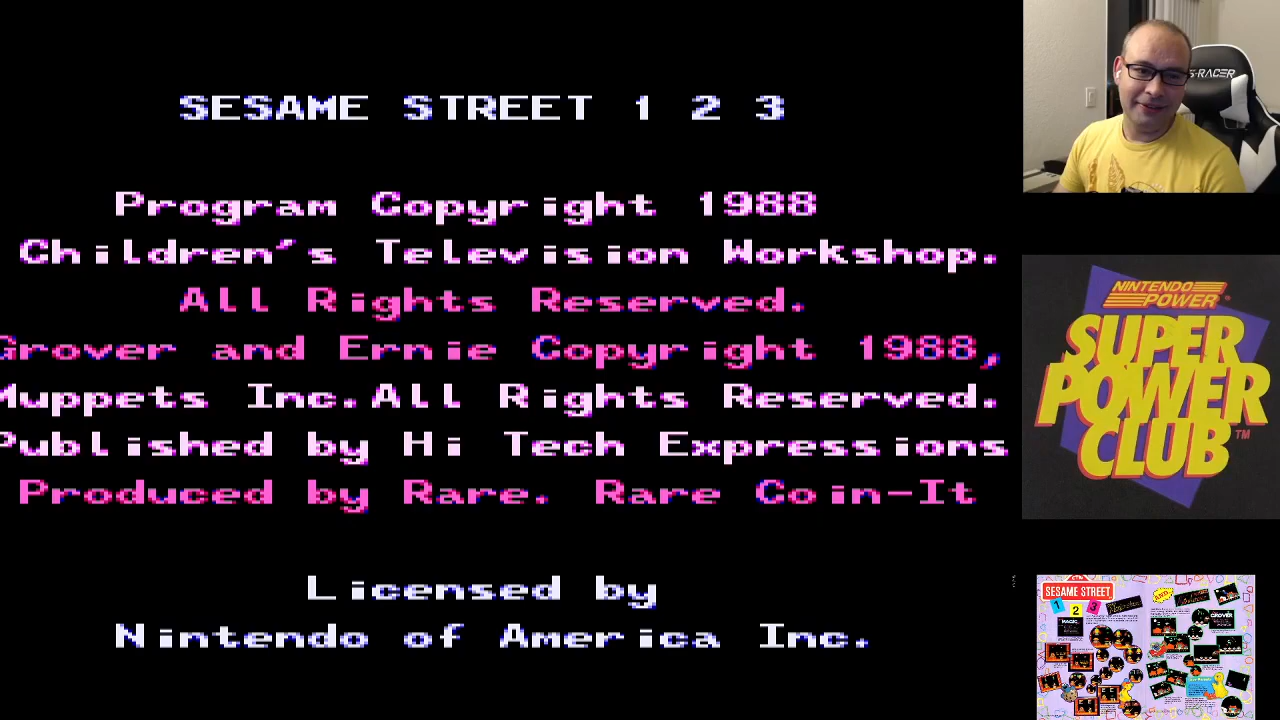 SESAME STREET 1 2 3
Program Copyright 1988
Children's Television Workshop.
All Rights Reserved.
Grover and Ernie Copyright 1988,
Muppets Inc.All Rights Reserved.
Published by Hi Tech Expressions
Produced by Rare. Rare Coin-It
Licensed by
Nintendo of America Inc.
S-RACER
NINTENDO
POWER
SUPER
POWER
CLUB™
SESAME STREET
1 2 3